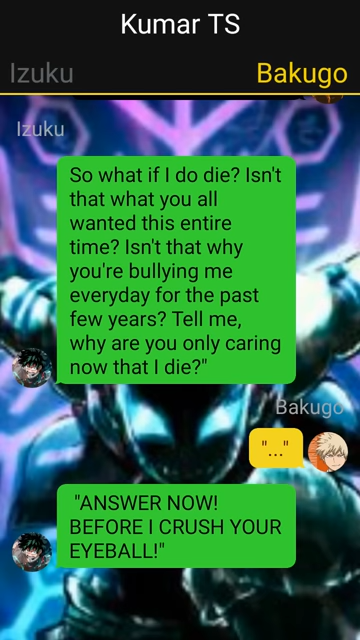 Kumar TS
Izuku
Bakugo
Izuku
So what if I do die? Isn't
that what you all
wanted this entire
time? Isn't that why
you're bullying me
everyday for the past
few years? Tell me,
why are you only caring
now that I die?"
Bakugo
"..."
"ANSWER NOW!
BEFORE I CRUSH YOUR
EYEBALL!"